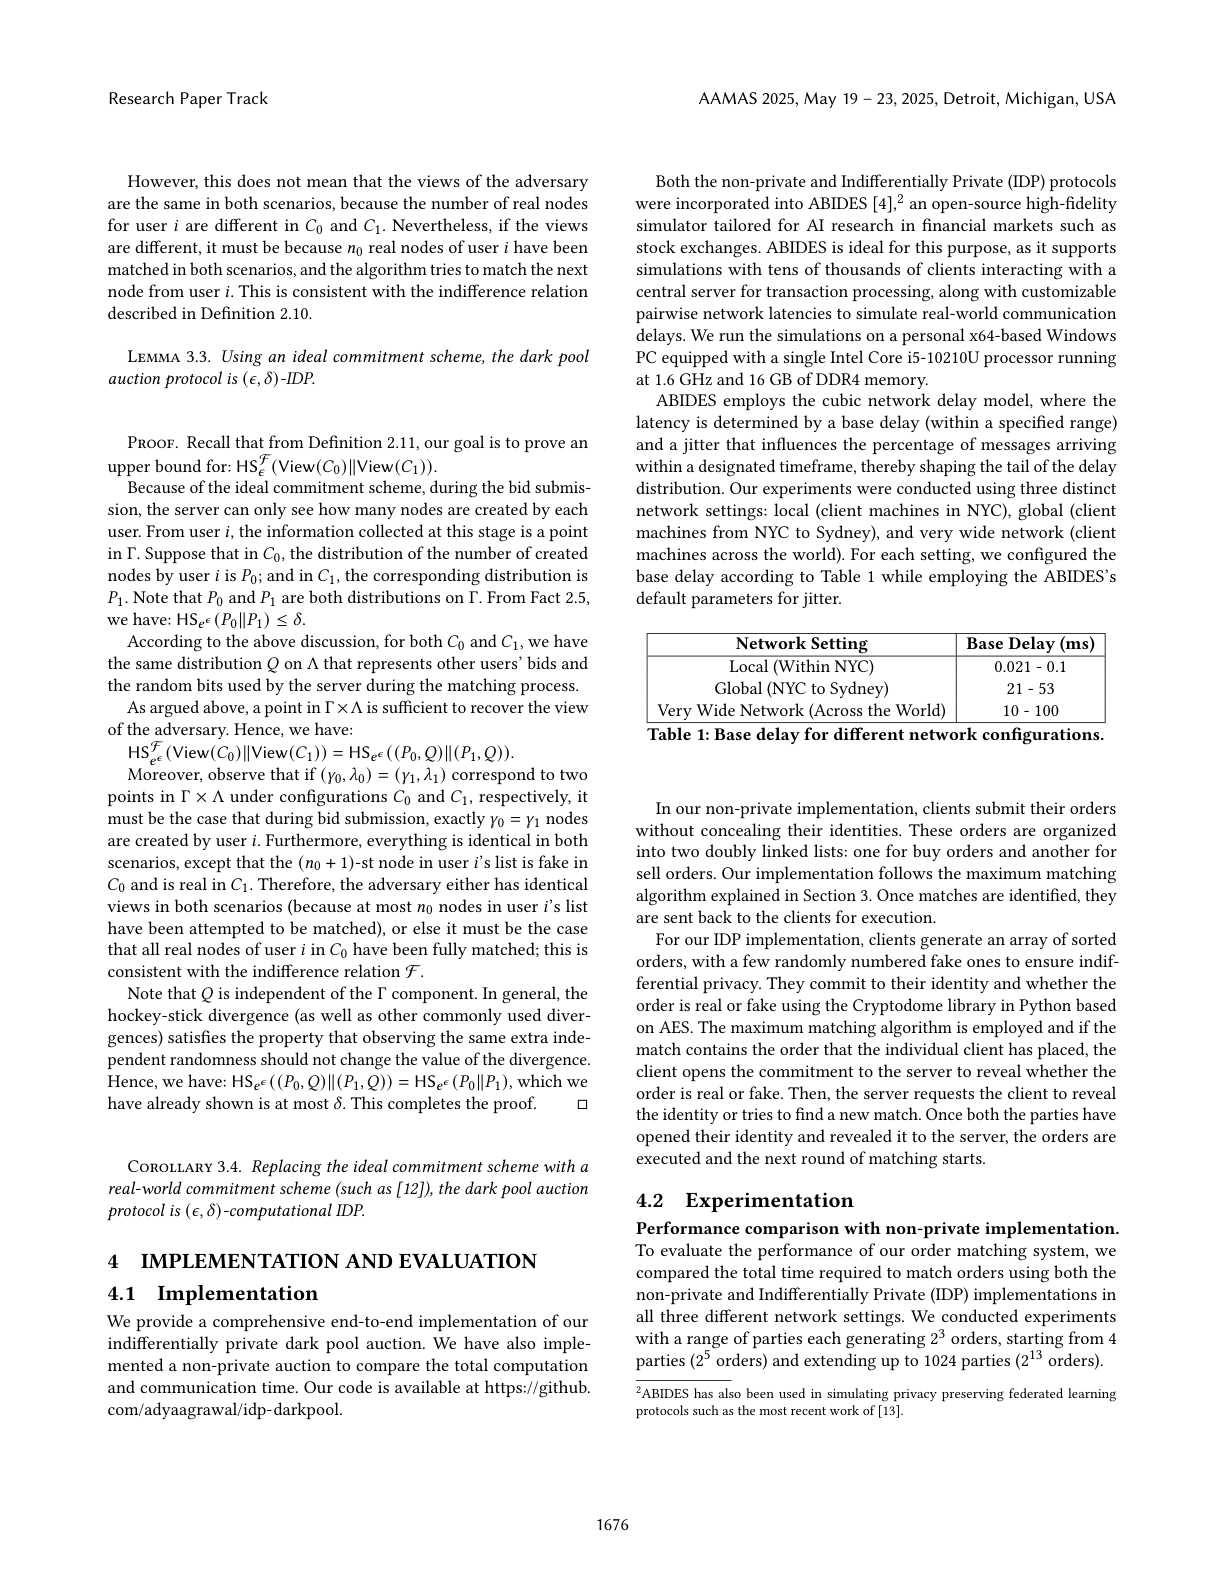 Research Paper Track
AAMAS 2025, May 19 – 23, 2025, Detroit, Michigan, USA
However, this does not mean that the views of the adversary
are the same in both scenarios, because the number of real nodes
for user i are different in C₀ and C₁. Nevertheless, if the views
are different, it must be because n₀ real nodes of user i have been
matched in both scenarios, and the algorithm tries to match the next
node from user i. This is consistent with the indifference relation
described in Definition 2.10.
Lemma 3.3. Using an ideal commitment scheme, the dark pool
auction protocol is (ϵ, δ)-IDP.
Proof. Recall that from Definition 2.11, our goal is to prove an
upper bound for: HS_ϵ^ℱ(View(C₀)∥View(C₁)).
Because of the ideal commitment scheme, during the bid submis-
sion, the server can only see how many nodes are created by each
user. From user i, the information collected at this stage is a point
in Γ. Suppose that in C₀, the distribution of the number of created
nodes by user i is P₀; and in C₁, the corresponding distribution is
P₁. Note that P₀ and P₁ are both distributions on Γ. From Fact 2.5,
we have: HS_{e^ϵ}(P₀∥P₁) ≤ δ.
According to the above discussion, for both C₀ and C₁, we have
the same distribution Q on Λ that represents other users' bids and
the random bits used by the server during the matching process.
As argued above, a point in Γ × Λ is sufficient to recover the view
of the adversary. Hence, we have:
HS_{e^ϵ}^ℱ(View(C₀)∥View(C₁)) = HS_{e^ϵ}((P₀, Q)∥(P₁, Q)).
Moreover, observe that if (γ₀, λ₀) = (γ₁, λ₁) correspond to two
points in Γ × Λ under configurations C₀ and C₁, respectively, it
must be the case that during bid submission, exactly γ₀ = γ₁ nodes
are created by user i. Furthermore, everything is identical in both
scenarios, except that the (n₀ + 1)-st node in user i's list is fake in
C₀ and is real in C₁. Therefore, the adversary either has identical
views in both scenarios (because at most n₀ nodes in user i's list
have been attempted to be matched), or else it must be the case
that all real nodes of user i in C₀ have been fully matched; this is
consistent with the indifference relation ℱ.
Note that Q is independent of the Γ component. In general, the
hockey-stick divergence (as well as other commonly used diver-
gences) satisfies the property that observing the same extra inde-
pendent randomness should not change the value of the divergence.
Hence, we have: HS_{e^ϵ}((P₀, Q)∥(P₁, Q)) = HS_{e^ϵ}(P₀∥P₁), which we
have already shown is at most δ. This completes the proof. □
Corollary 3.4. Replacing the ideal commitment scheme with a
real-world commitment scheme (such as [12]), the dark pool auction
protocol is (ϵ, δ)-computational IDP.
4 IMPLEMENTATION AND EVALUATION
4.1 Implementation
We provide a comprehensive end-to-end implementation of our
indifferentially private dark pool auction. We have also imple-
mented a non-private auction to compare the total computation
and communication time. Our code is available at https://github.
com/adyaagrawal/idp-darkpool.
Both the non-private and Indifferentially Private (IDP) protocols
were incorporated into ABIDES [4],² an open-source high-fidelity
simulator tailored for AI research in financial markets such as
stock exchanges. ABIDES is ideal for this purpose, as it supports
simulations with tens of thousands of clients interacting with a
central server for transaction processing, along with customizable
pairwise network latencies to simulate real-world communication
delays. We run the simulations on a personal x64-based Windows
PC equipped with a single Intel Core i5-10210U processor running
at 1.6 GHz and 16 GB of DDR4 memory.
ABIDES employs the cubic network delay model, where the
latency is determined by a base delay (within a specified range)
and a jitter that influences the percentage of messages arriving
within a designated timeframe, thereby shaping the tail of the delay
distribution. Our experiments were conducted using three distinct
network settings: local (client machines in NYC), global (client
machines from NYC to Sydney), and very wide network (client
machines across the world). For each setting, we configured the
base delay according to Table 1 while employing the ABIDES's
default parameters for jitter.
Network Setting Base Delay (ms)
Local (Within NYC) 0.021 - 0.1
Global (NYC to Sydney) 21 - 53
Very Wide Network (Across the World) 10 - 100
Table 1: Base delay for different network configurations.
In our non-private implementation, clients submit their orders
without concealing their identities. These orders are organized
into two doubly linked lists: one for buy orders and another for
sell orders. Our implementation follows the maximum matching
algorithm explained in Section 3. Once matches are identified, they
are sent back to the clients for execution.
For our IDP implementation, clients generate an array of sorted
orders, with a few randomly numbered fake ones to ensure indif-
ferential privacy. They commit to their identity and whether the
order is real or fake using the Cryptodome library in Python based
on AES. The maximum matching algorithm is employed and if the
match contains the order that the individual client has placed, the
client opens the commitment to the server to reveal whether the
order is real or fake. Then, the server requests the client to reveal
the identity or tries to find a new match. Once both the parties have
opened their identity and revealed it to the server, the orders are
executed and the next round of matching starts.
4.2 Experimentation
Performance comparison with non-private implementation.
To evaluate the performance of our order matching system, we
compared the total time required to match orders using both the
non-private and Indifferentially Private (IDP) implementations in
all three different network settings. We conducted experiments
with a range of parties each generating 2³ orders, starting from 4
parties (2⁵ orders) and extending up to 1024 parties (2¹³ orders).
²ABIDES has also been used in simulating privacy preserving federated learning
protocols such as the most recent work of [13].
1676